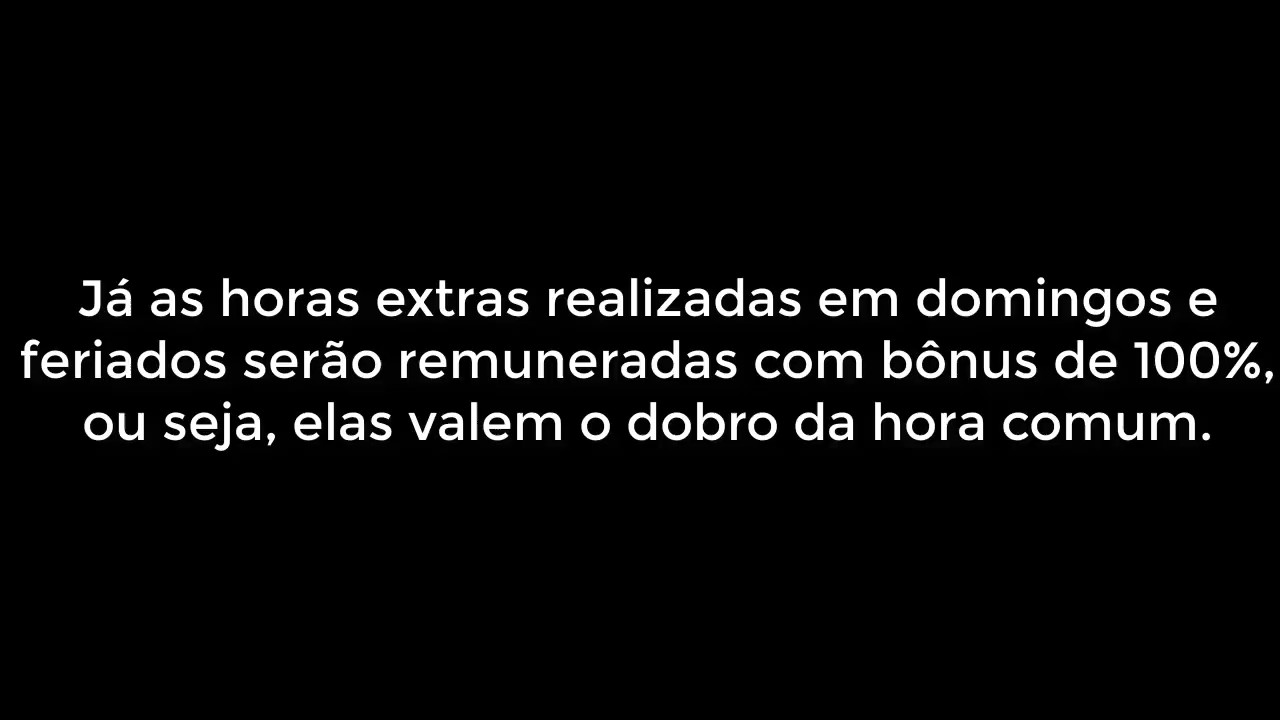 Já as horas extras realizadas em domingos e
feriados serão remuneradas com bônus de 100%,
ou seja, elas valem o dobro da hora comum.